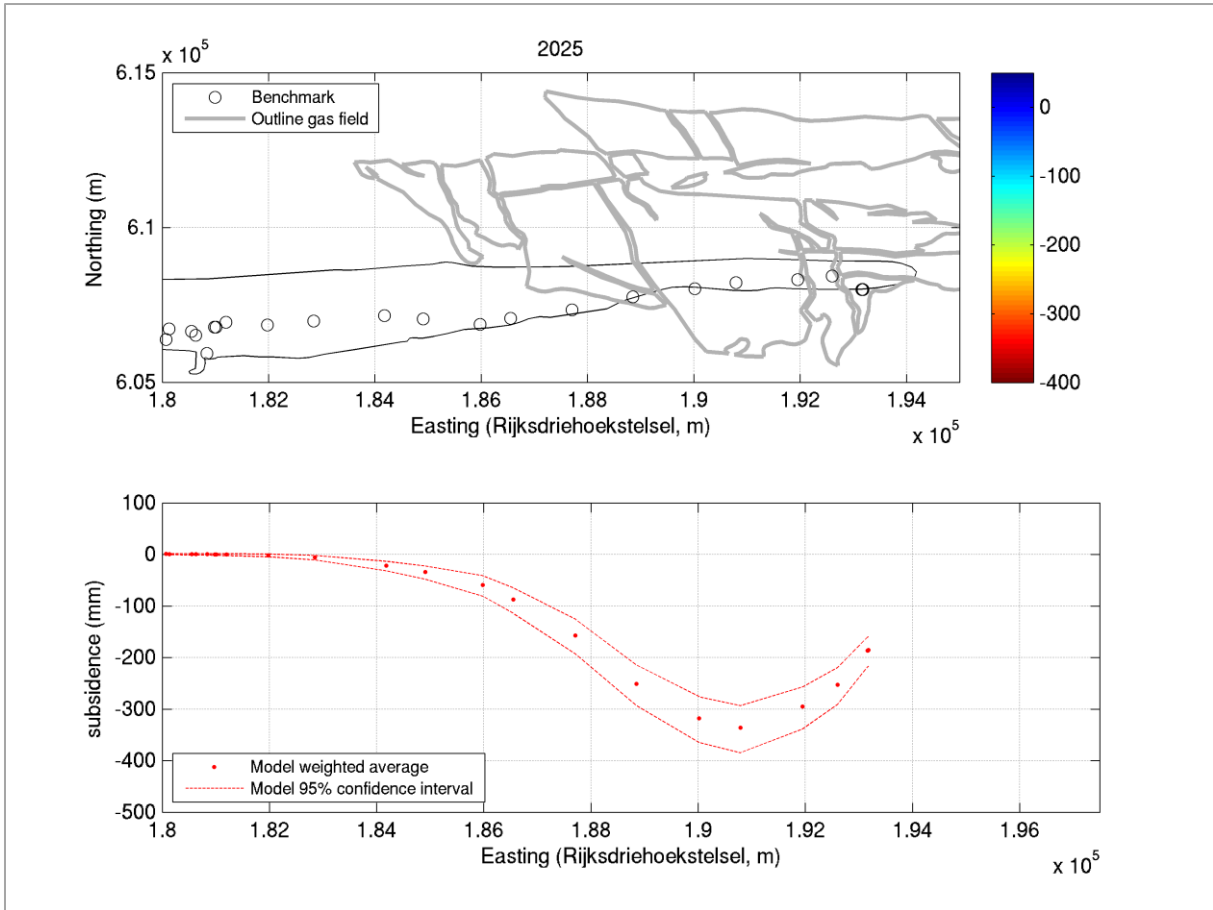 2025
x 10^5
6.15
6.1
6.05
Northing (m)
Benchmark
Outline gas field
1.8 1.82 1.84 1.86 1.88 1.9 1.92 1.94
Easting (Rijksdriehoekstelsel, m)
x 10^5
0
-100
-200
-300
-400
100
0
-100
-200
-300
-400
-500
subsidence (mm)
Model weighted average
Model 95% confidence interval
1.8 1.82 1.84 1.86 1.88 1.9 1.92 1.94 1.96
Easting (Rijksdriehoekstelsel, m)
x 10^5